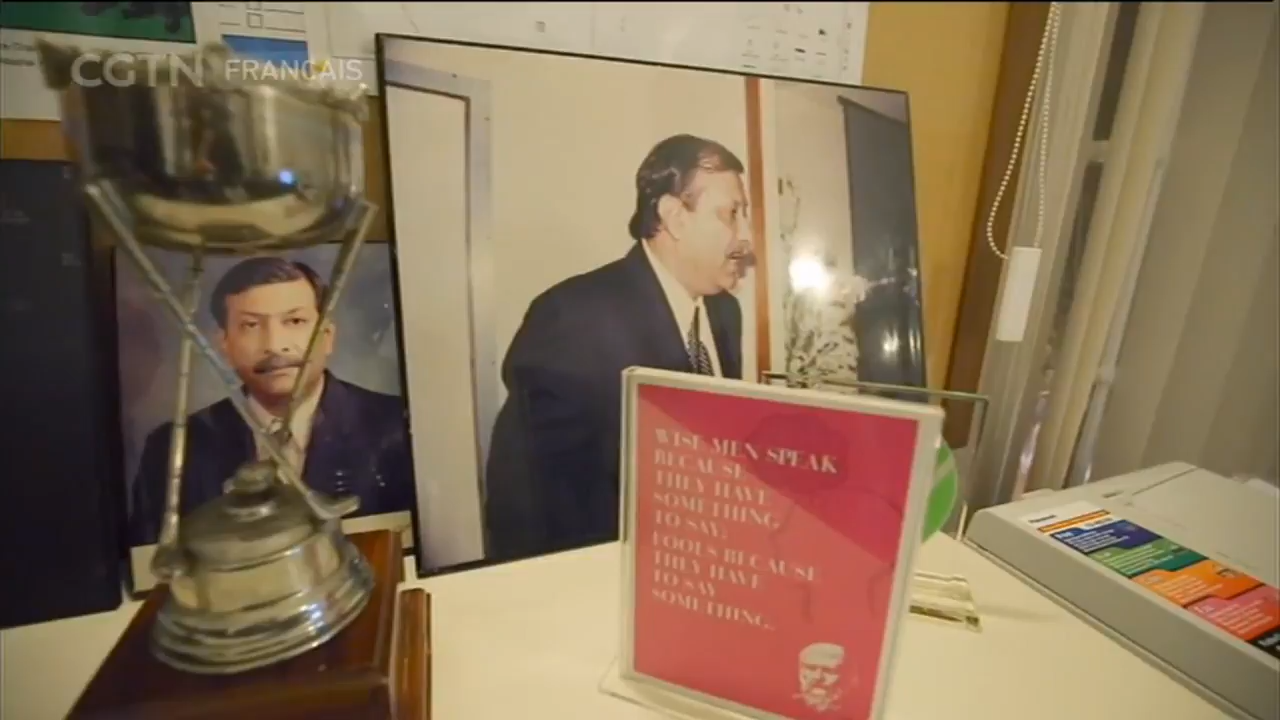 CGTN FRANÇAIS
WISE MEN SPEAK
BECAUSE
THEY HAVE
SOMETHING
TO SAY;
FOOLS BECAUSE
THEY HAVE
TO SAY
SOMETHING.